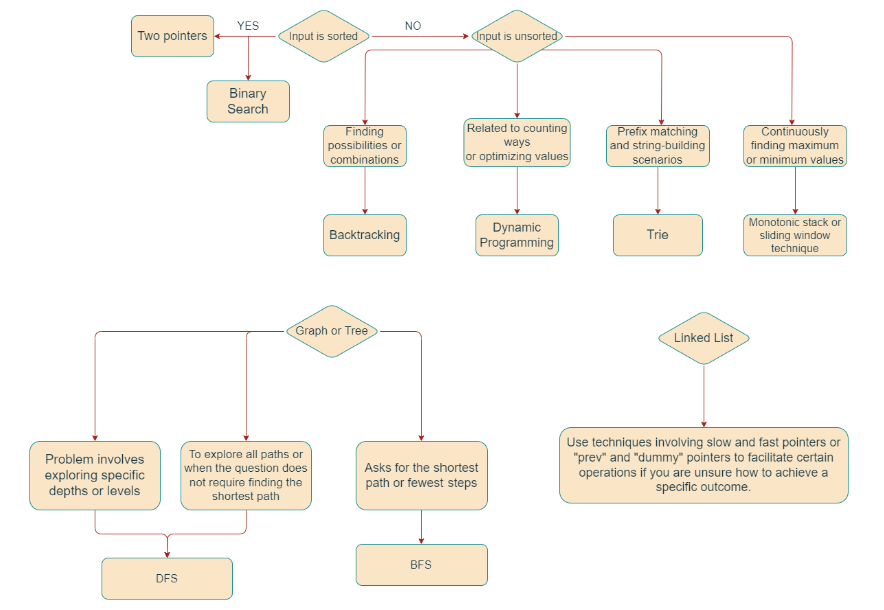 YES
NO
Two pointers
Input is sorted
Input is unsorted
Binary
Search
Finding
possibilities or
combinations
Related to counting
ways
or optimizing values
Prefix matching
and string-building
scenarios
Continuously
finding maximum
or minimum values
Backtracking
Dynamic
Programming
Trie
Monotonic stack or
sliding window
technique
Graph or Tree
Linked List
Problem involves
exploring specific
depths or levels
To explore all paths or
when the question does
not require finding the
shortest path
Asks for the shortest
path or fewest steps
Use techniques involving slow and fast pointers or
"prev" and "dummy" pointers to facilitate certain
operations if you are unsure how to achieve a
specific outcome.
DFS
BFS